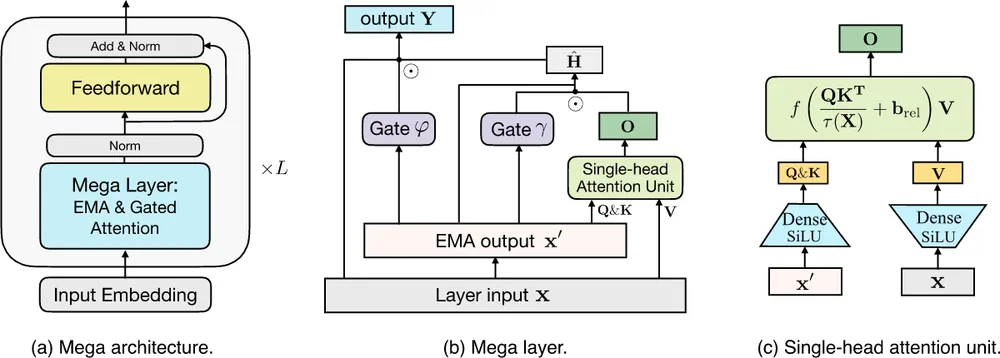 Add & Norm
Feedforward
Norm
Mega Layer:
EMA & Gated
Attention
×L
Input Embedding
(a) Mega architecture.
output Y
⊙
Ĥ
⊙
Gate φ
Gate γ
O
Single-head
Attention Unit
Q&K
V
EMA output x′
Layer input X
(b) Mega layer.
O
f(QKᵀ/τ(X) + b_rel)V
Q&K
V
Dense
SiLU
Dense
SiLU
x′
X
(c) Single-head attention unit.